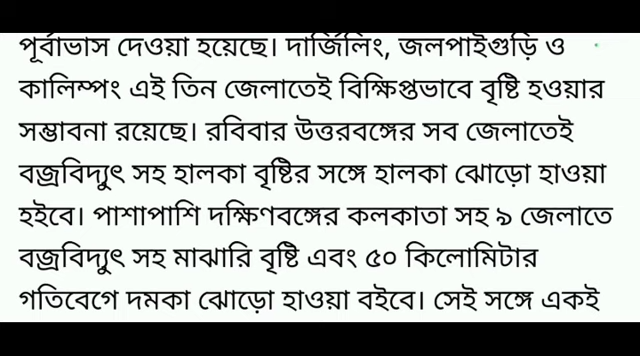 পূর্বাভাস দেওয়া হয়েছে। দার্জিলিং, জলপাইগুড়ি ও
কালিম্পং এই তিন জেলাতেই বিক্ষিপ্তভাবে বৃষ্টি হওয়ার
সম্ভাবনা রয়েছে। রবিবার উত্তরবঙ্গের সব জেলাতেই
বজ্রবিদ্যুৎ সহ হালকা বৃষ্টির সঙ্গে হালকা ঝোড়ো হাওয়া
হইবে। পাশাপাশি দক্ষিণবঙ্গের কলকাতা সহ ৯ জেলাতে
বজ্রবিদ্যুৎ সহ মাঝারি বৃষ্টি এবং ৫০ কিলোমিটার
গতিবেগে দমকা ঝোড়ো হাওয়া বইবে। সেই সঙ্গে একই